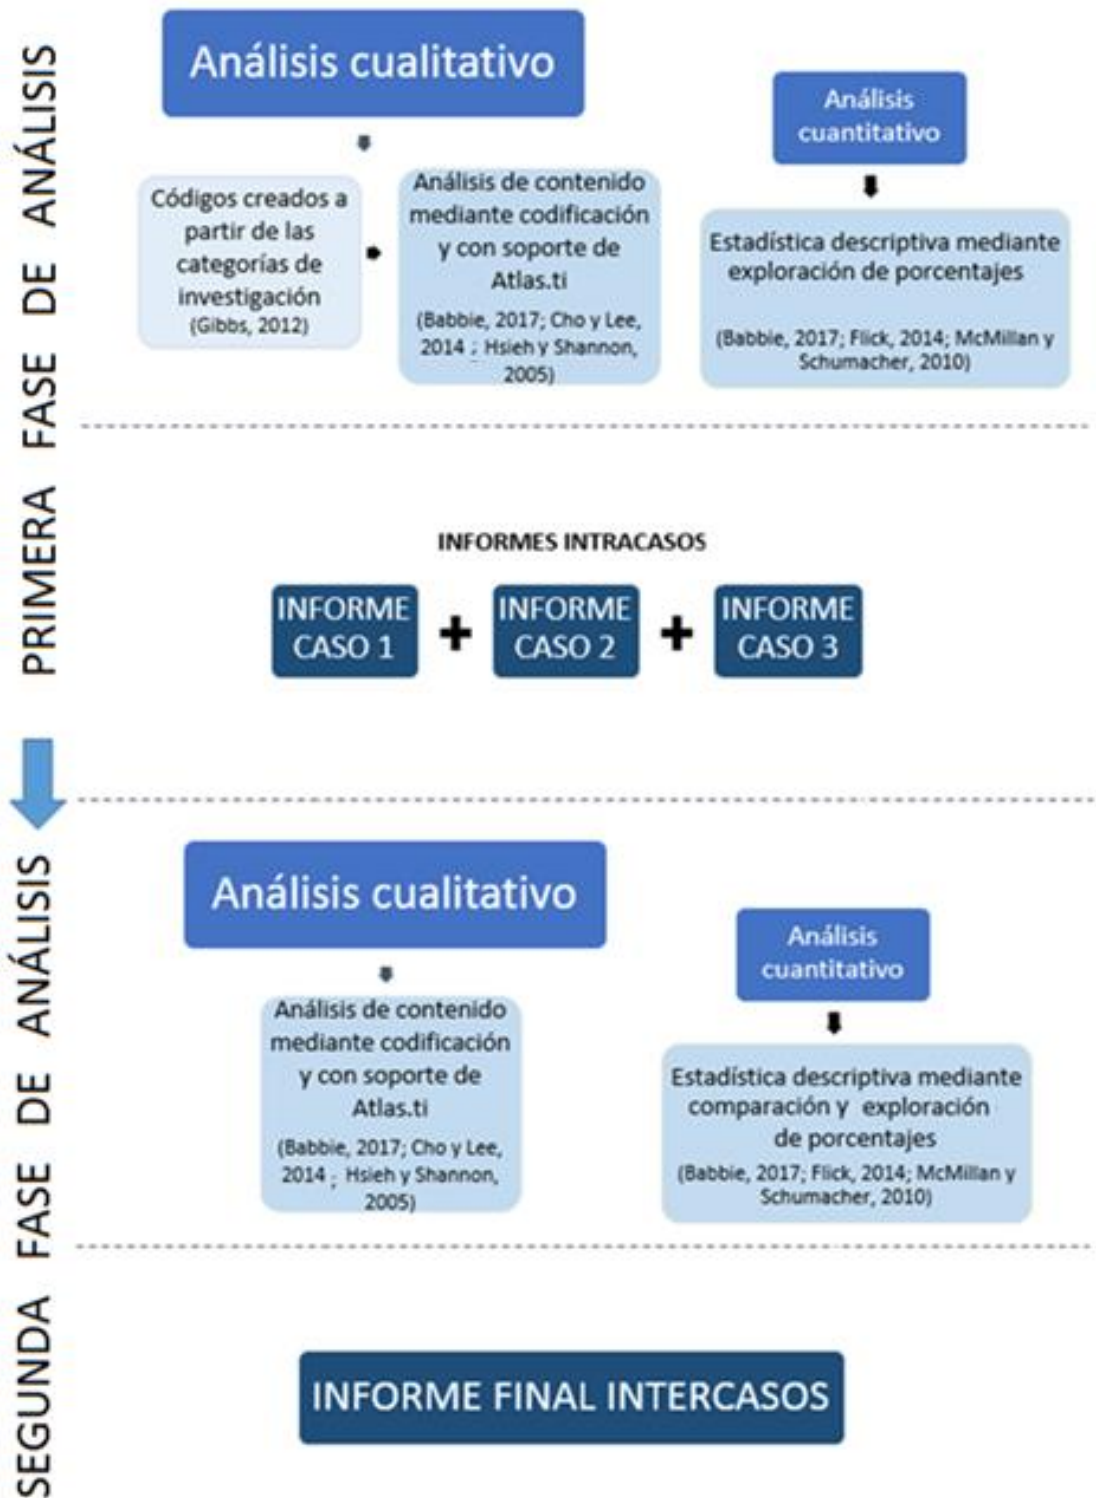 PRIMERA FASE DE ANÁLISIS
Análisis cualitativo
Códigos creados a
partir de las
categorías de
investigación
(Gibbs, 2012)
Análisis de contenido
mediante codificación
y con soporte de
Atlas.ti
(Babbie, 2017; Cho y Lee,
2014 ; Hsieh y Shannon,
2005)
Análisis
cuantitativo
Estadística descriptiva mediante
exploración de porcentajes
(Babbie, 2017; Flick, 2014; McMillan y
Schumacher, 2010)
INFORMES INTRACASOS
INFORME
CASO 1
+
INFORME
CASO 2
+
INFORME
CASO 3
SEGUNDA FASE DE ANÁLISIS
Análisis cualitativo
Análisis de contenido
mediante codificación
y con soporte de
Atlas.ti
(Babbie, 2017; Cho y Lee,
2014 ; Hsieh y Shannon,
2005)
Análisis
cuantitativo
Estadística descriptiva mediante
comparación y exploración
de porcentajes
(Babbie, 2017; Flick, 2014; McMillan y
Schumacher, 2010)
INFORME FINAL INTERCASOS